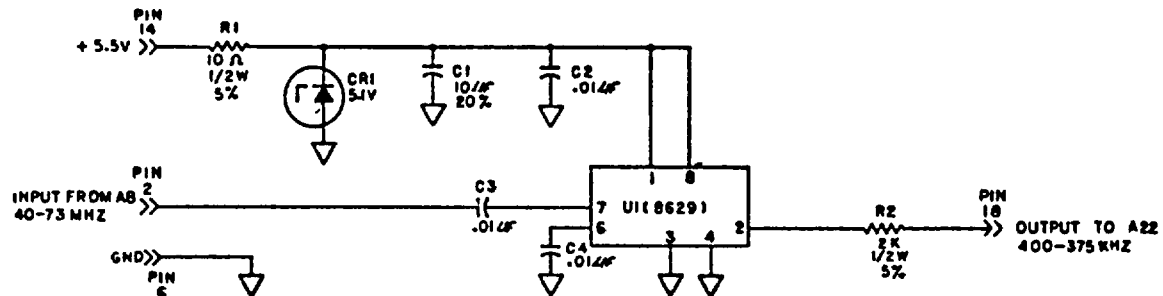 PIN
14
+ 5.5V
R1
10 Ω
1/2W
5%
CR1
5.1V
C1
10µF
20%
C2
.01µF
PIN
2
INPUT FROM A8
40-73 MHZ
C3
.01µF
7
6
1
8
U1(8629)
2
3
4
C4
.01µF
R2
2K
1/2W
5%
PIN
18
OUTPUT TO A22
400-375 KHZ
GND
PIN
6